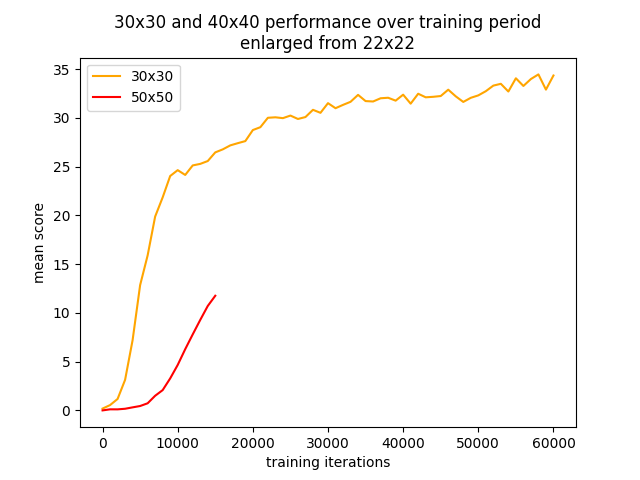 30x30 and 40x40 performance over training period
enlarged from 22x22
30x30
50x50
mean score
35
30
25
20
15
10
5
0
0 10000 20000 30000 40000 50000 60000
training iterations